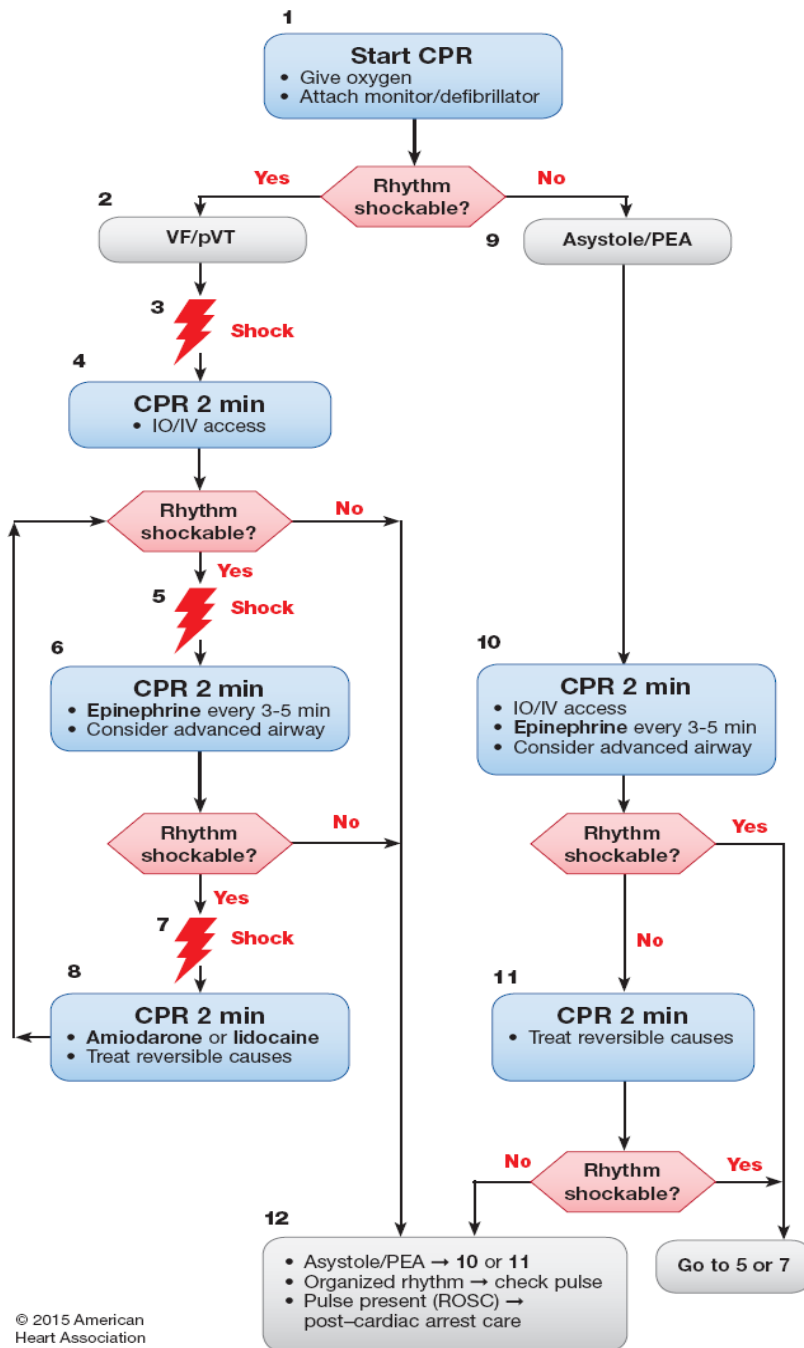 1
Start CPR
• Give oxygen
• Attach monitor/defibrillator
Rhythm
shockable?
Yes
No
2
VF/pVT
9
Asystole/PEA
3
Shock
4
CPR 2 min
• IO/IV access
Rhythm
shockable?
No
Yes
5
Shock
6
CPR 2 min
• Epinephrine every 3-5 min
• Consider advanced airway
10
CPR 2 min
• IO/IV access
• Epinephrine every 3-5 min
• Consider advanced airway
Rhythm
shockable?
No
Yes
Rhythm
shockable?
Yes
No
7
Shock
8
CPR 2 min
• Amiodarone or lidocaine
• Treat reversible causes
11
CPR 2 min
• Treat reversible causes
Rhythm
shockable?
No
Yes
12
• Asystole/PEA → 10 or 11
• Organized rhythm → check pulse
• Pulse present (ROSC) →
post–cardiac arrest care
Go to 5 or 7
© 2015 American
Heart Association